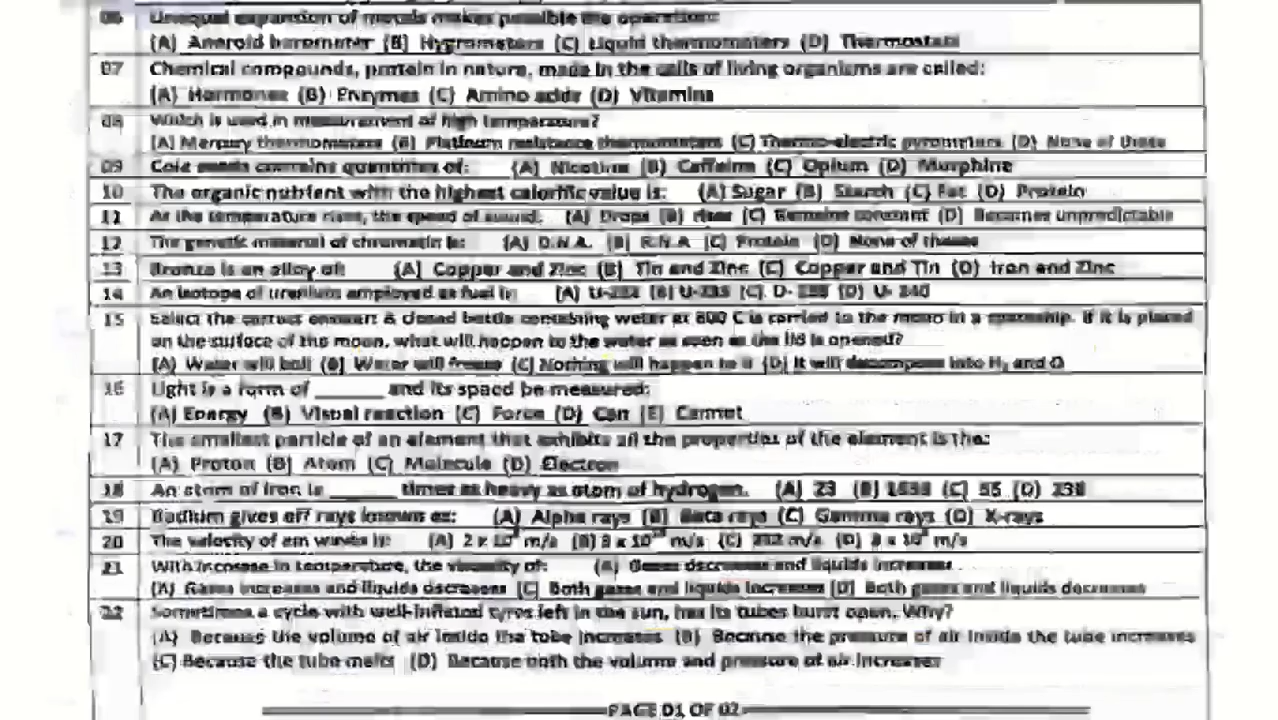 06 Unequal expansion of metals makes possible the operation:
(A) Aneroid barometer (B) Hygrometers (C) Liquid thermometers (D) Thermostats
07 Chemical compounds, protein in nature, made in the cells of living organisms are called:
(A) Hormones (B) Enzymes (C) Amino acids (D) Vitamins
08 Which is used in measurement of high temperature?
(A) Mercury thermometers (B) Platinum resistance thermometers (C) Thermo-electric pyrometers (D) None of these
09 Cola contains quantities of: (A) Nicotine (B) Caffeine (C) Opium (D) Morphine
10 The organic nutrient with the highest calorific value is: (A) Sugar (B) Starch (C) Fat (D) Protein
11 As the temperature rises, the speed of sound: (A) Drops (B) rises (C) Remains constant (D) Becomes unpredictable
12 The genetic material of chromatin is: (A) D.N.A. (B) R.N.A (C) Protein (D) None of these
13 Bronze is an alloy of: (A) Copper and Zinc (B) Tin and Zinc (C) Copper and Tin (D) Iron and Zinc
14 An isotope of uranium employed as fuel is: (A) (B) U-235 (C) (D) U- 240
15 Select the correct answer: A closed bottle containing water at C is carried to the moon in a spaceship. If it is placed
on the surface of the moon, what will happen to the water as soon as the lid is opened?
(A) Water will boil (B) Water will freeze (C) Nothing will happen to it (D) It will decompose into H₂ and O
16 Light is a form of ______ and its speed be measured:
(A) Energy (B) Visual reaction (C) Force (D) Can (E) Cannot
17 The smallest particle of an element that exhibits all the properties of the element is the:
(A) Proton (B) Atom (C) Molecule (D) Electron
18 An atom of iron is ______ times as heavy as atom of hydrogen. (A) 23 (B) (C) 56 (D) 238
19 Radium gives off rays known as: (A) Alpha rays (B) Beta rays (C) Gamma rays (D) X-rays
20 The velocity of em waves is: (A) m/s (B) m/s (C) m/s (D) m/s
21 With increase in temperature, the viscosity of: (A) Gases decreases and liquids increases
(A) Gases increases and liquids decreases (C) Both gases and liquids increases (D) Both gases and liquids decreases
22 Sometimes a cycle with well-inflated tyres left in the sun, has its tubes burst open, Why?
(A) Because the volume of air inside the tube increases (B) Because the pressure of air inside the tube increases
(C) Because the tube melts (D) Because both the volume and pressure of air increases
PAGE 01 OF 02